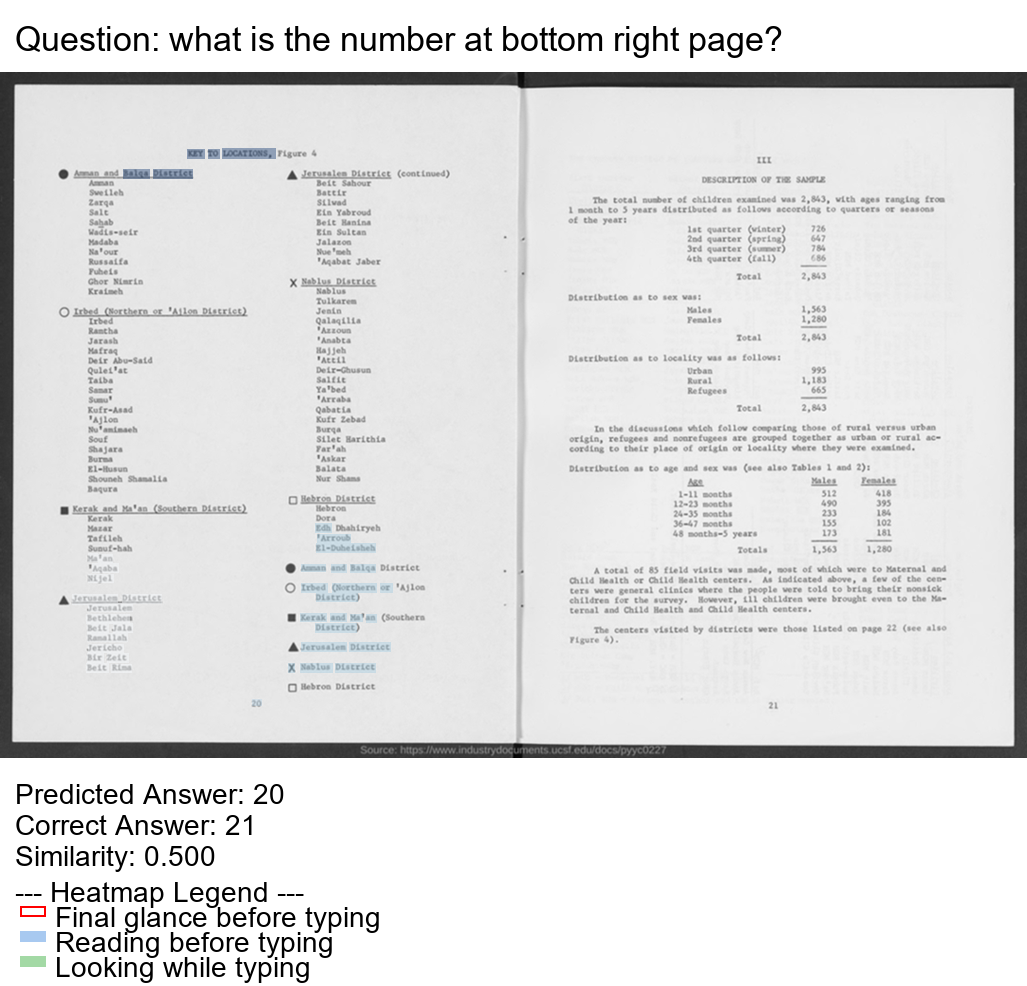 Question: what is the number at bottom right page?
KEY TO LOCATIONS, Figure 4
● Amman and Balqa District
Amman
Sweileh
Zarqa
Salt
Sahab
Wadis-seir
Madaba
Na'our
Russaifa
Fuheis
Ghor Nimrin
Kraimeh
○ Irbed (Northern or 'Ajlon District)
Irbed
Ramtha
Jarash
Mafraq
Deir Abu-Said
Qulei'at
Taiba
Samar
Sumu'
Kufr-Asad
'Ajlon
Nu'emimaeh
Souf
Shajara
Burma
El-Husun
Shouneh Shamalia
Baqura
■ Kerak and Ma'an (Southern District)
Kerak
Mazar
Tafileh
Sumuf-hah
Ma'an
'Aqaba
Nijel
▲ Jerusalem District
Jerusalem
Bethlehem
Beit Jala
Ramallah
Jericho
Bir Zeit
Beit Rima
▲ Jerusalem District (continued)
Beit Sahour
Battir
Silwad
Ein Yabroud
Beit Hanina
Ein Sultan
Jalazon
Nue'meh
'Aqabat Jaber
X Nablus District
Nablus
Tulkarem
Jenin
Qalaqilia
'Azzoun
'Anabta
Hajjeh
'Attil
Deir-Ghusun
Salfit
Ya'bed
'Arraba
Qabatia
Kufr Zebad
Burqa
Silet Harithia
Far'ah
'Askar
Balata
Nur Shams
□ Hebron District
Hebron
Dora
Edh Dhahiryeh
'Arroub
El-Duheisheh
● Amman and Balqa District
○ Irbed (Northern or 'Ajlon
District)
■ Kerak and Ma'an (Southern
District)
▲ Jerusalem District
X Nablus District
□ Hebron District
20
III
DESCRIPTION OF THE SAMPLE
The total number of children examined was 2,843, with ages ranging from
1 month to 5 years distributed as follows according to quarters or seasons
of the year:
1st quarter (winter) 726
2nd quarter (spring) 647
3rd quarter (summer) 784
4th quarter (fall) 686
Total 2,843
Distribution as to sex was:
Males 1,563
Females 1,280
Total 2,843
Distribution as to locality was as follows:
Urban 995
Rural 1,183
Refugees 665
Total 2,843
In the discussions which follow comparing those of rural versus urban
origin, refugees and nonrefugees are grouped together as urban or rural ac-
cording to their place of origin or locality where they were examined.
Distribution as to age and sex was (see also Tables 1 and 2):
Age Males Females
1-11 months 512 418
12-23 months 490 395
24-35 months 233 184
36-47 months 155 102
48 months-5 years 173 181
Totals 1,563 1,280
A total of 85 field visits was made, most of which were to Maternal and
Child Health or Child Health centers. As indicated above, a few of the cen-
ters were general clinics where the people were told to bring their nonsick
children for the survey. However, ill children were brought even to the Ma-
ternal and Child Health and Child Health centers.
The centers visited by districts were those listed on page 22 (see also
Figure 4).
21
Source: https://www.industrydocuments.ucsf.edu/docs/pyyc0227
Predicted Answer: 20
Correct Answer: 21
Similarity: 0.500
--- Heatmap Legend ---
Final glance before typing
Reading before typing
Looking while typing